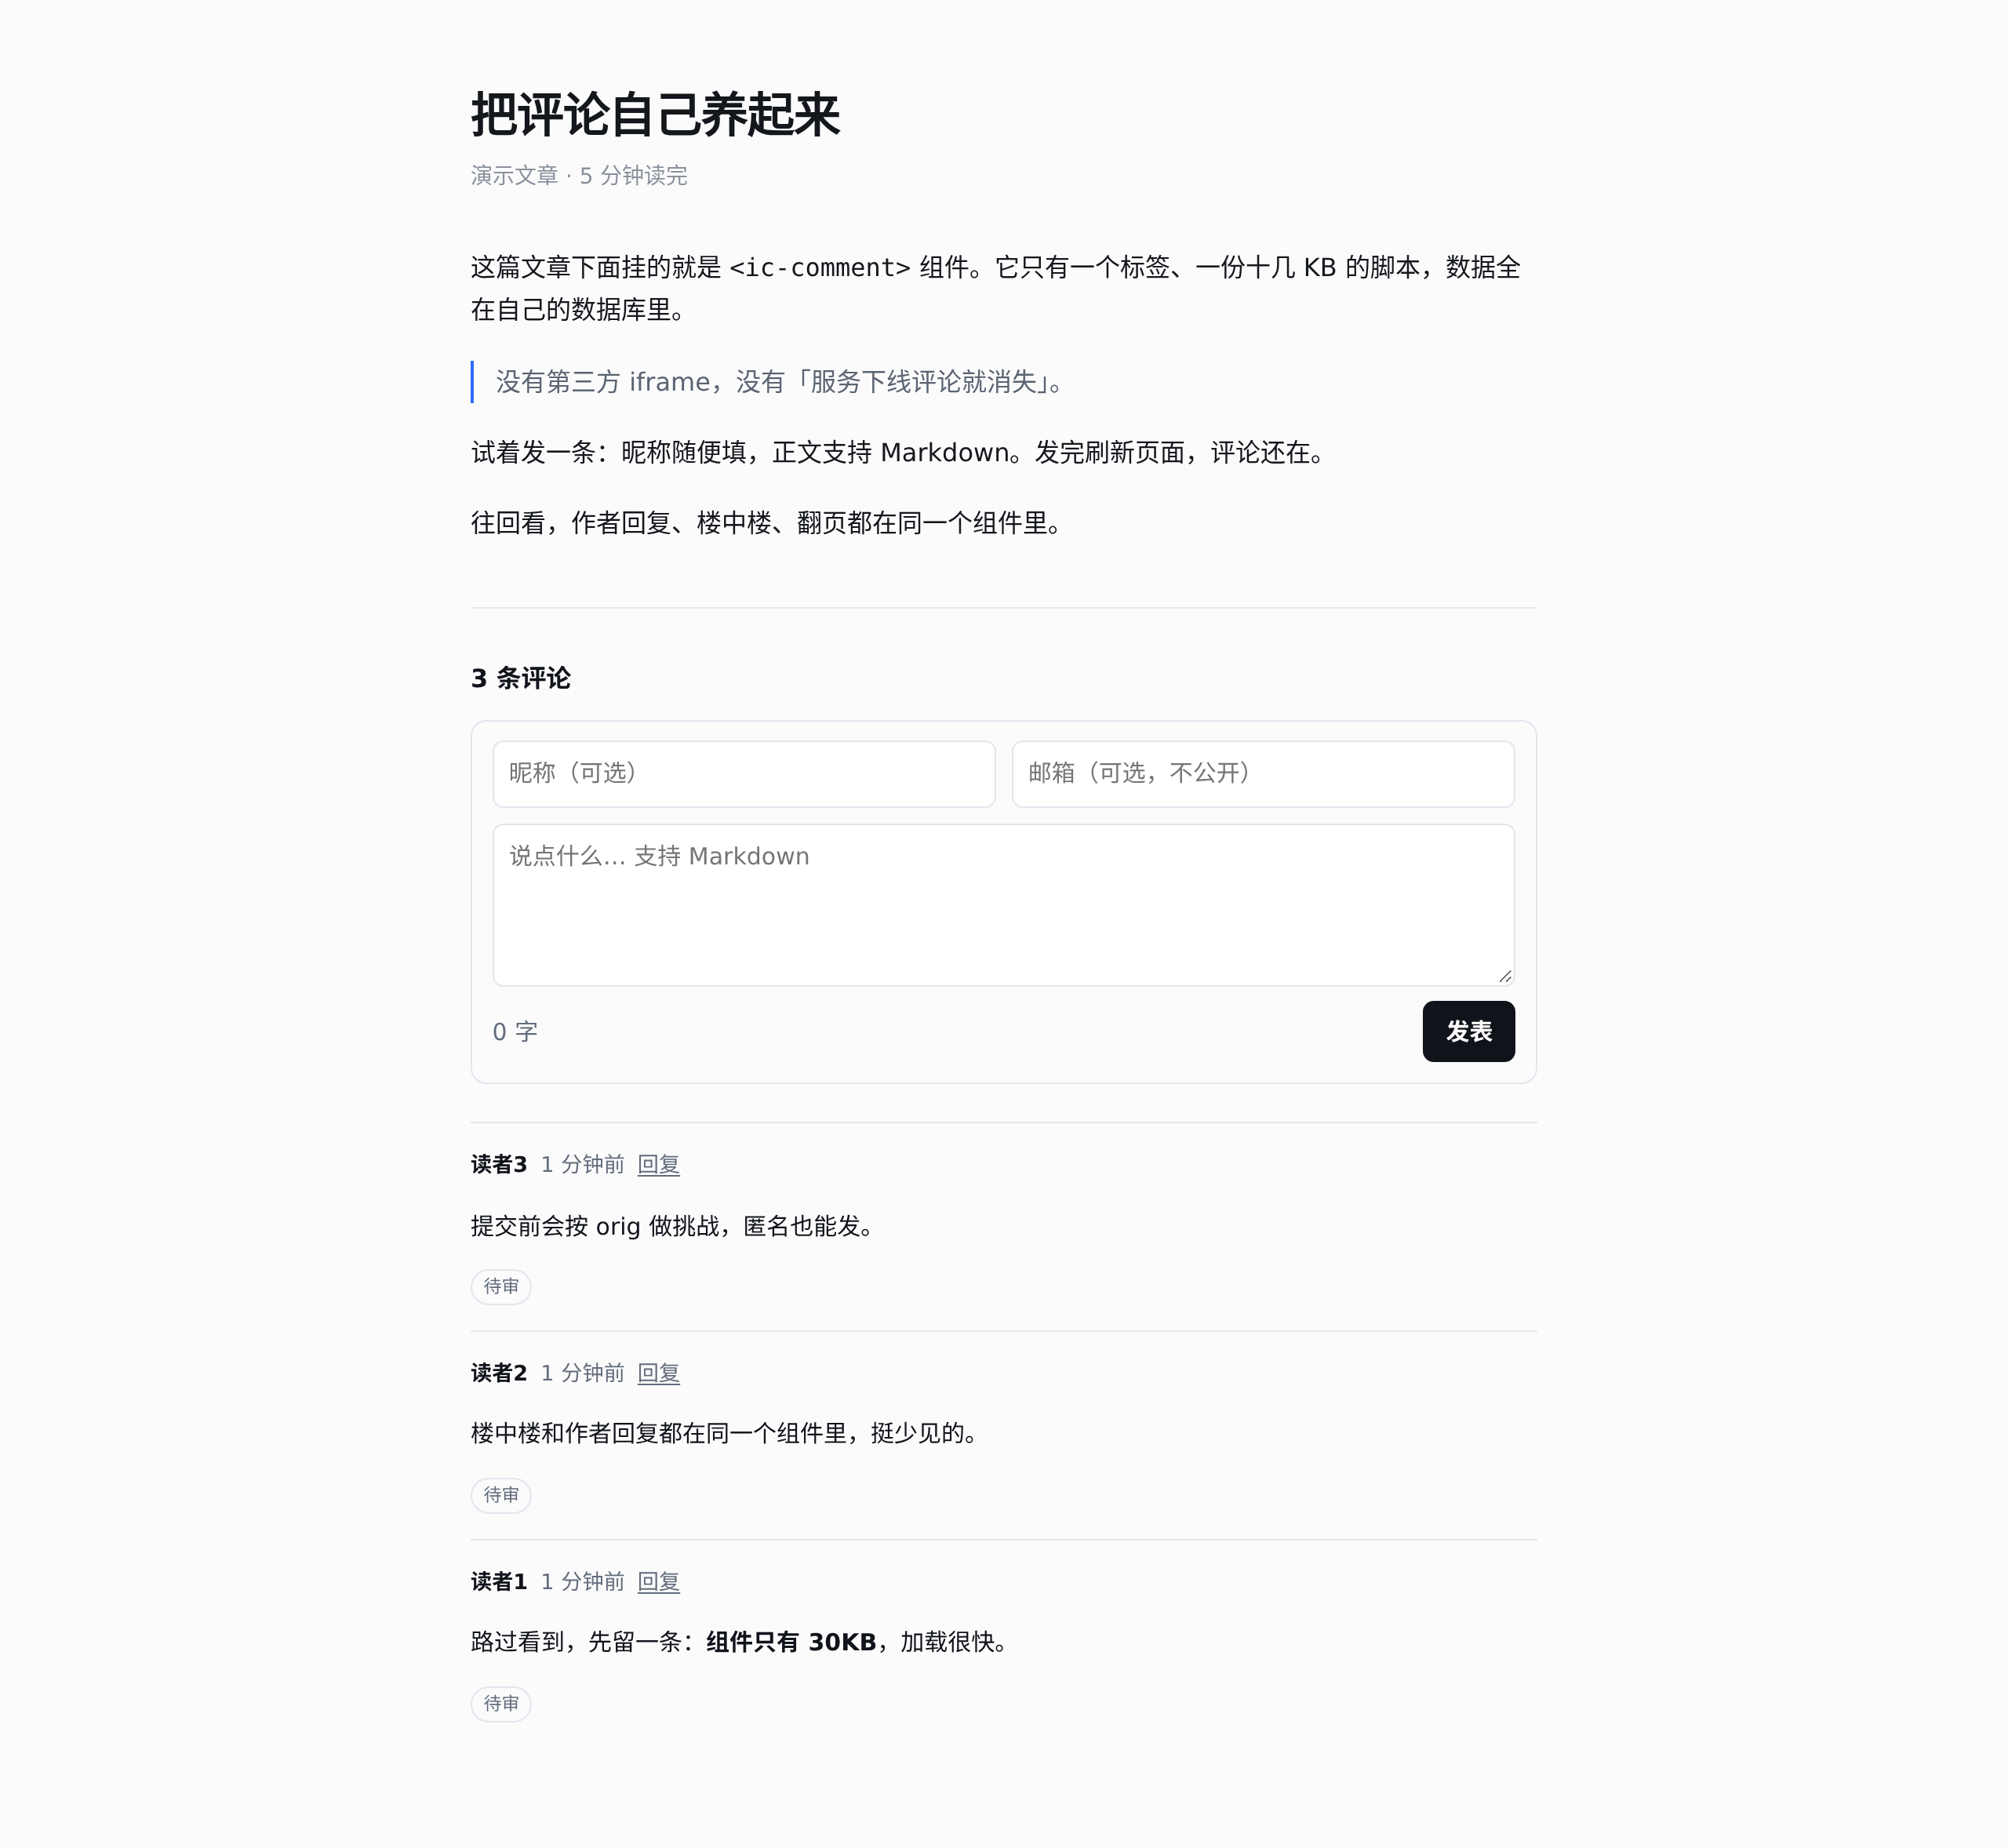 把评论自己养起来
演示文章 · 5 分钟读完
这篇文章下面挂的就是 <ic-comment> 组件。它只有一个标签、一份十几 KB 的脚本，数据全
在自己的数据库里。
没有第三方 iframe，没有「服务下线评论就消失」。
试着发一条：昵称随便填，正文支持 Markdown。发完刷新页面，评论还在。
往回看，作者回复、楼中楼、翻页都在同一个组件里。
3 条评论
昵称（可选） 邮箱（可选，不公开）
说点什么… 支持 Markdown
0 字 发表
读者3 1 分钟前 回复
提交前会按 orig 做挑战，匿名也能发。
待审
读者2 1 分钟前 回复
楼中楼和作者回复都在同一个组件里，挺少见的。
待审
读者1 1 分钟前 回复
路过看到，先留一条：组件只有 30KB，加载很快。
待审